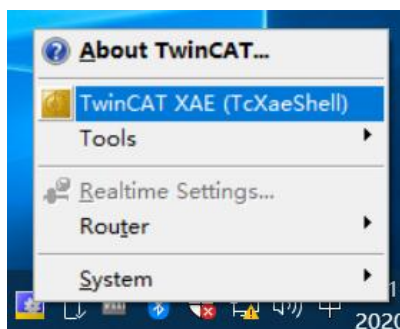 About TwinCAT...
TwinCAT XAE (TcXaeShell)
Tools
Realtime Settings...
Router
System
中
2020